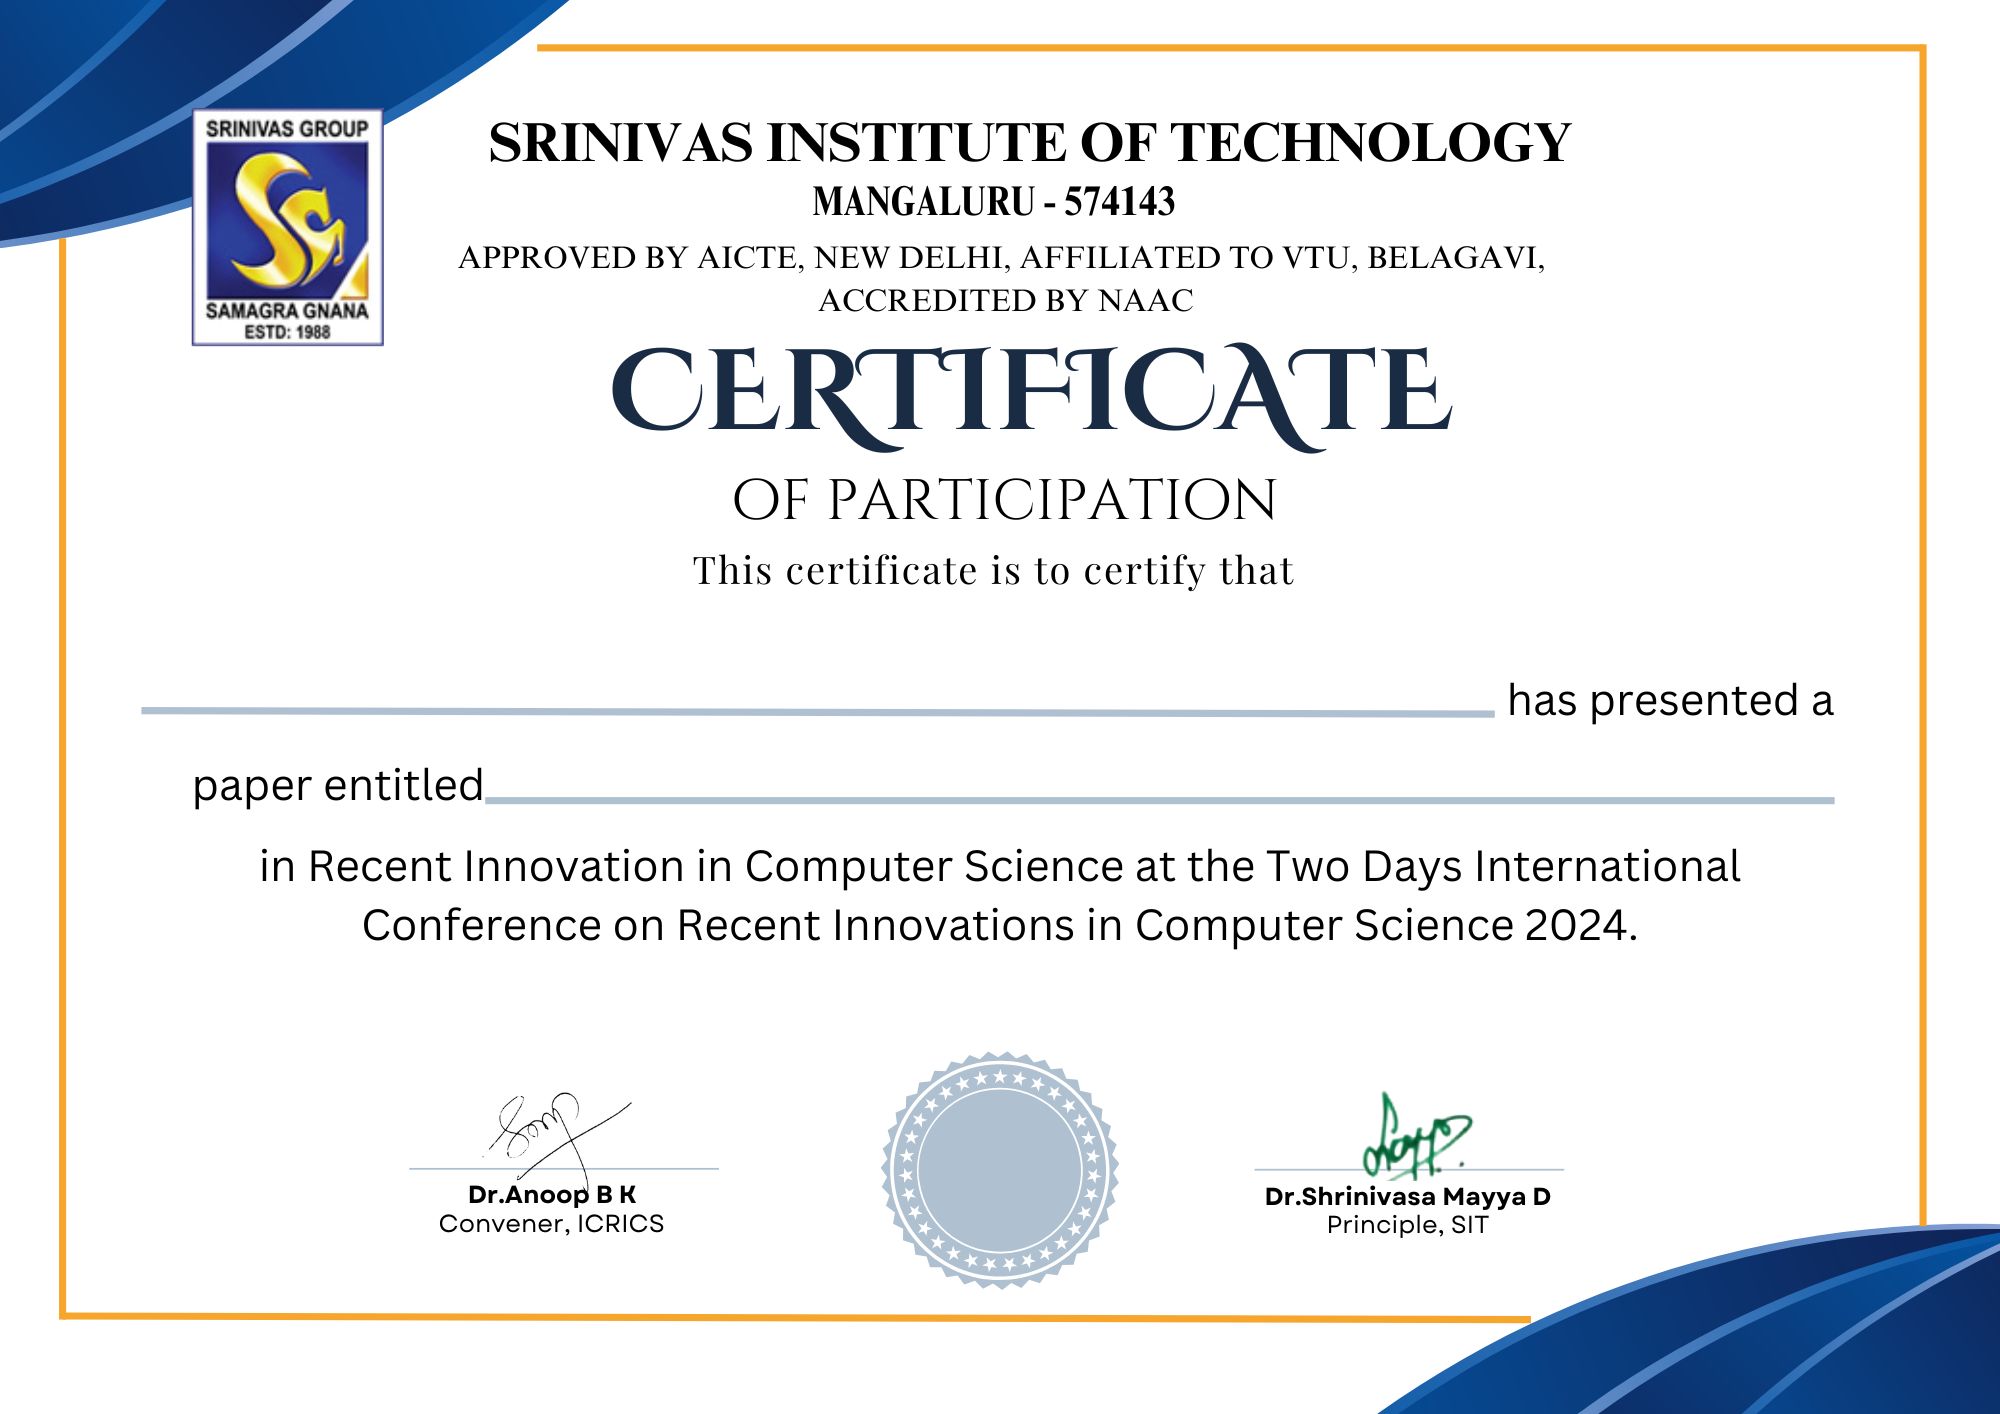 SRINIVAS GROUP
SAMAGRA GNANA
ESTD: 1988
SRINIVAS INSTITUTE OF TECHNOLOGY
MANGALURU - 574143
APPROVED BY AICTE, NEW DELHI, AFFILIATED TO VTU, BELAGAVI,
ACCREDITED BY NAAC
CERTIFICATE
OF PARTICIPATION
This certificate is to certify that
has presented a
paper entitled
in Recent Innovation in Computer Science at the Two Days International
Conference on Recent Innovations in Computer Science 2024.
Dr.Anoop B K
Convener, ICRICS
Dr.Shrinivasa Mayya D
Principle, SIT